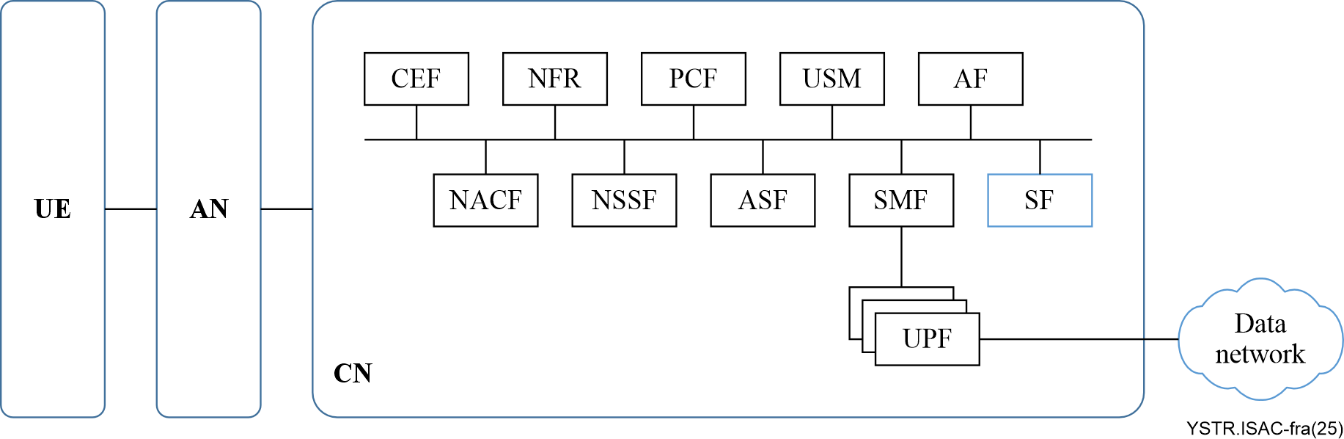 CEF NFR PCF USM AF
UE AN NACF NSSF ASF SMF SF
UPF
Data
network
CN
YSTR.ISAC-fra(25)